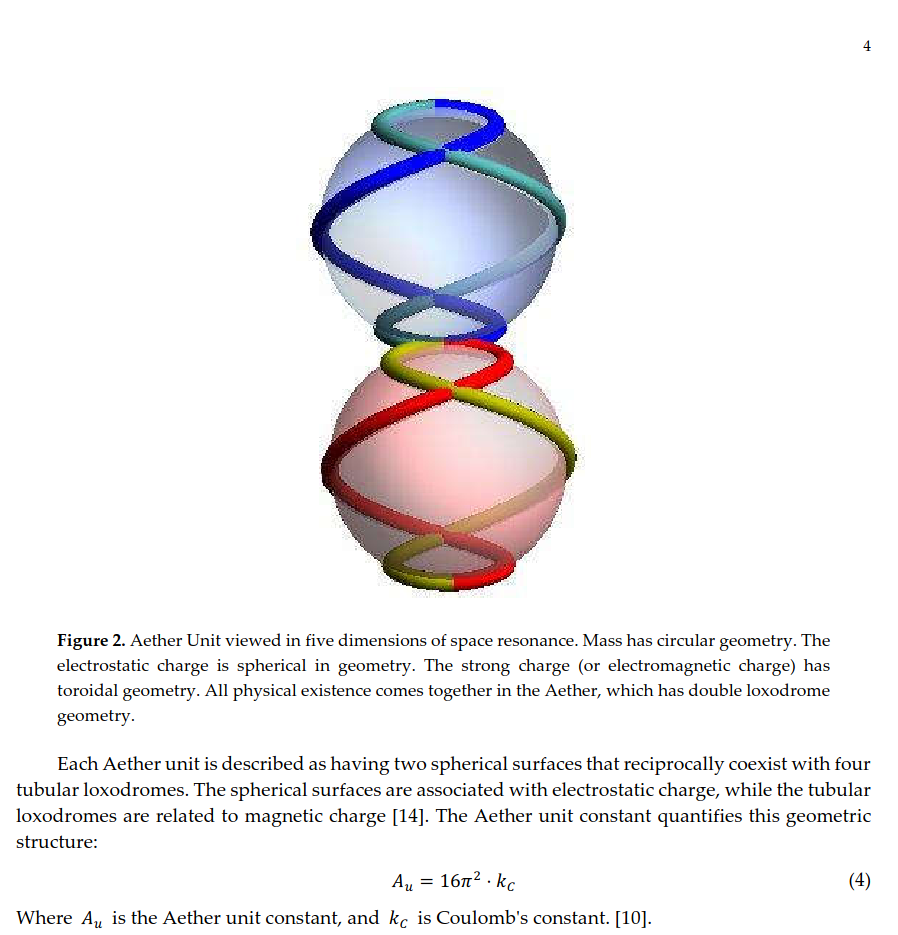 4
Figure 2. Aether Unit viewed in five dimensions of space resonance. Mass has circular geometry. The
electrostatic charge is spherical in geometry. The strong charge (or electromagnetic charge) has
toroidal geometry. All physical existence comes together in the Aether, which has double loxodrome
geometry.
Each Aether unit is described as having two spherical surfaces that reciprocally coexist with four
tubular loxodromes. The spherical surfaces are associated with electrostatic charge, while the tubular
loxodromes are related to magnetic charge [14]. The Aether unit constant quantifies this geometric
structure:
A_u = 16π² · k_C (4)
Where A_u is the Aether unit constant, and k_C is Coulomb's constant. [10].